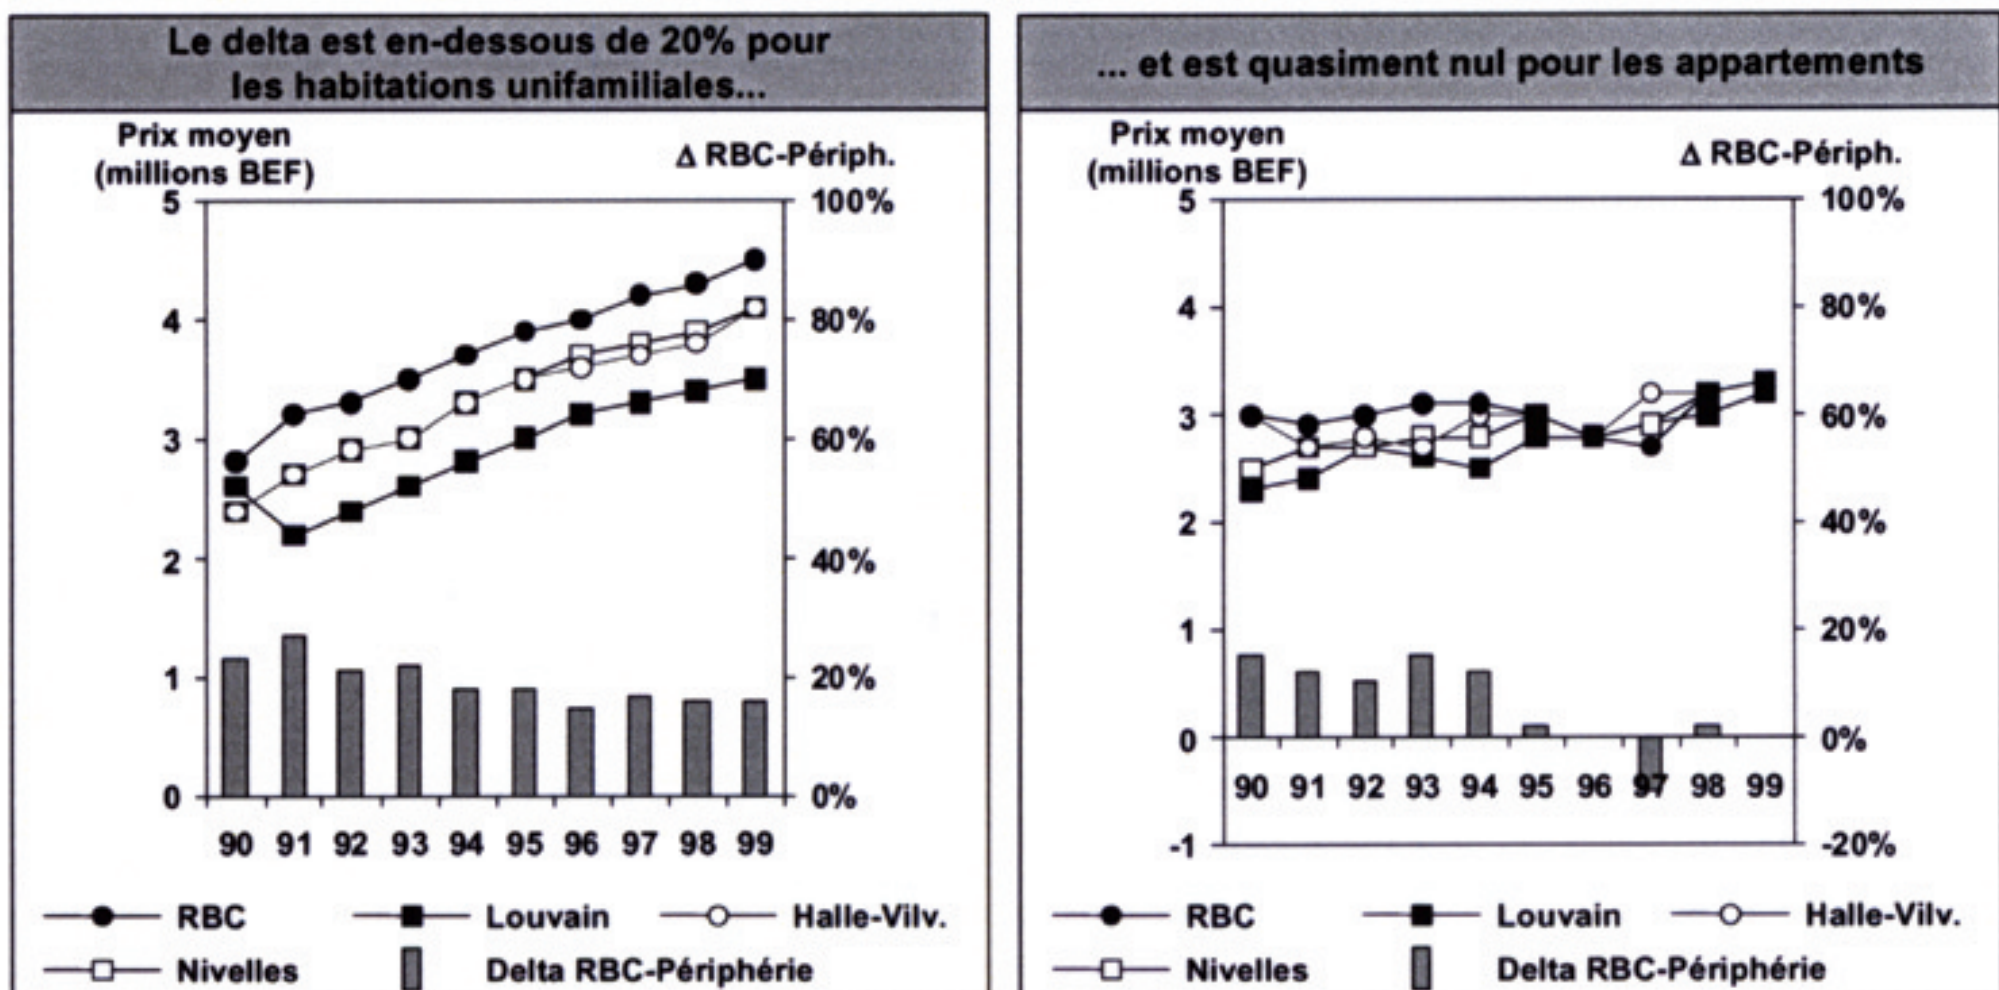 Le delta est en-dessous de 20% pour
les habitations unifamiliales...
Prix moyen
(millions BEF)
Δ RBC-Périph.
5
4
3
2
1
0
100%
80%
60%
40%
20%
0%
90 91 92 93 94 95 96 97 98 99
RBC Louvain Halle-Vilv.
Nivelles Delta RBC-Périphérie
... et est quasiment nul pour les appartements
Prix moyen
(millions BEF)
Δ RBC-Périph.
5
4
3
2
1
0
-1
100%
80%
60%
40%
20%
0%
-20%
90 91 92 93 94 95 96 97 98 99
RBC Louvain Halle-Vilv.
Nivelles Delta RBC-Périphérie